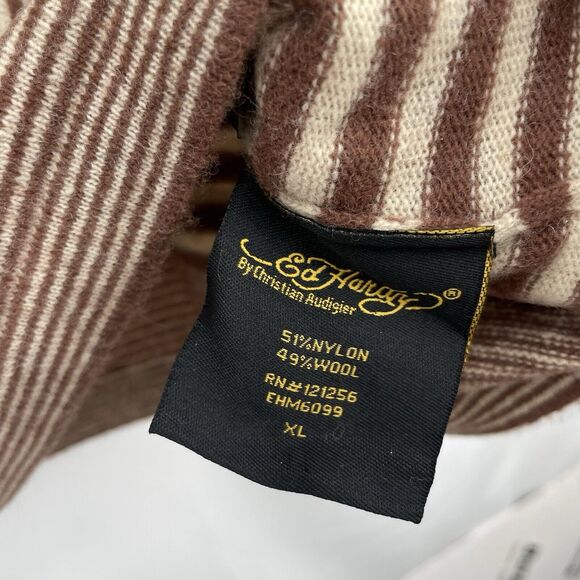 Ed Hardy®
By Christian Audigier
51%NYLON
49%WOOL
RN#121256
EHM6099
XL